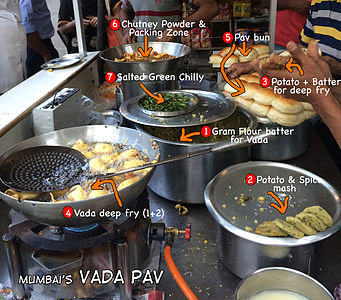 6 Chutney Powder &
Packing Zone
5 Pav bun
7 Salted Green Chilly
3 Potato + Batter
for deep fry
1 Gram Flour batter
for Vada
2 Potato & Spice
mash
4 Vada deep fry (1+2)
MUMBAI'S VADA PAV